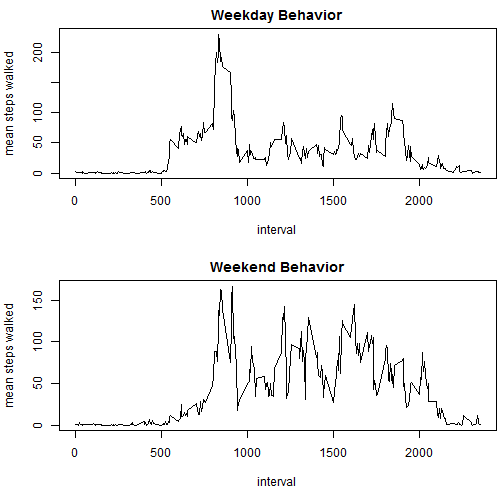 Weekday Behavior
mean steps walked
200
100
50
0
0 500 1000 1500 2000
interval
Weekend Behavior
mean steps walked
150
100
50
0
0 500 1000 1500 2000
interval